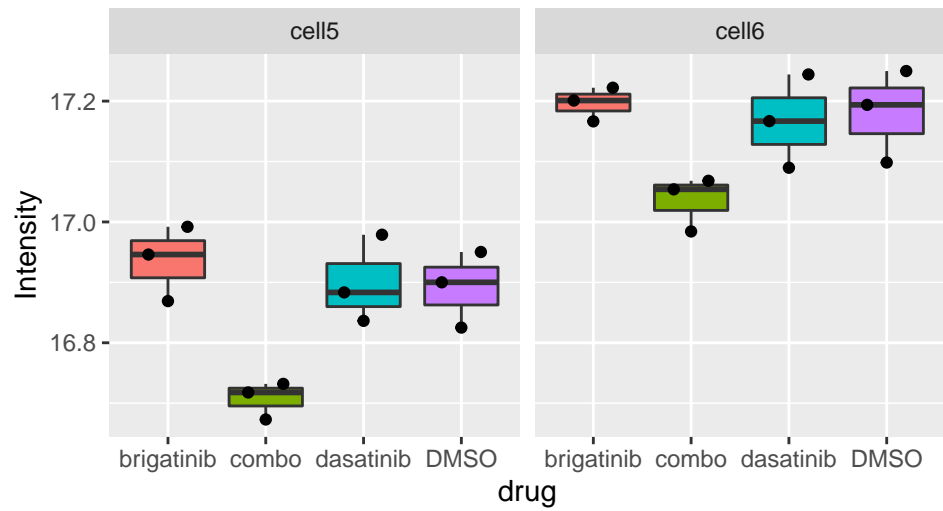 cell5 cell6
17.2
17.0
16.8
Intensity
brigatinib combo dasatinib DMSO brigatinib combo dasatinib DMSO
drug